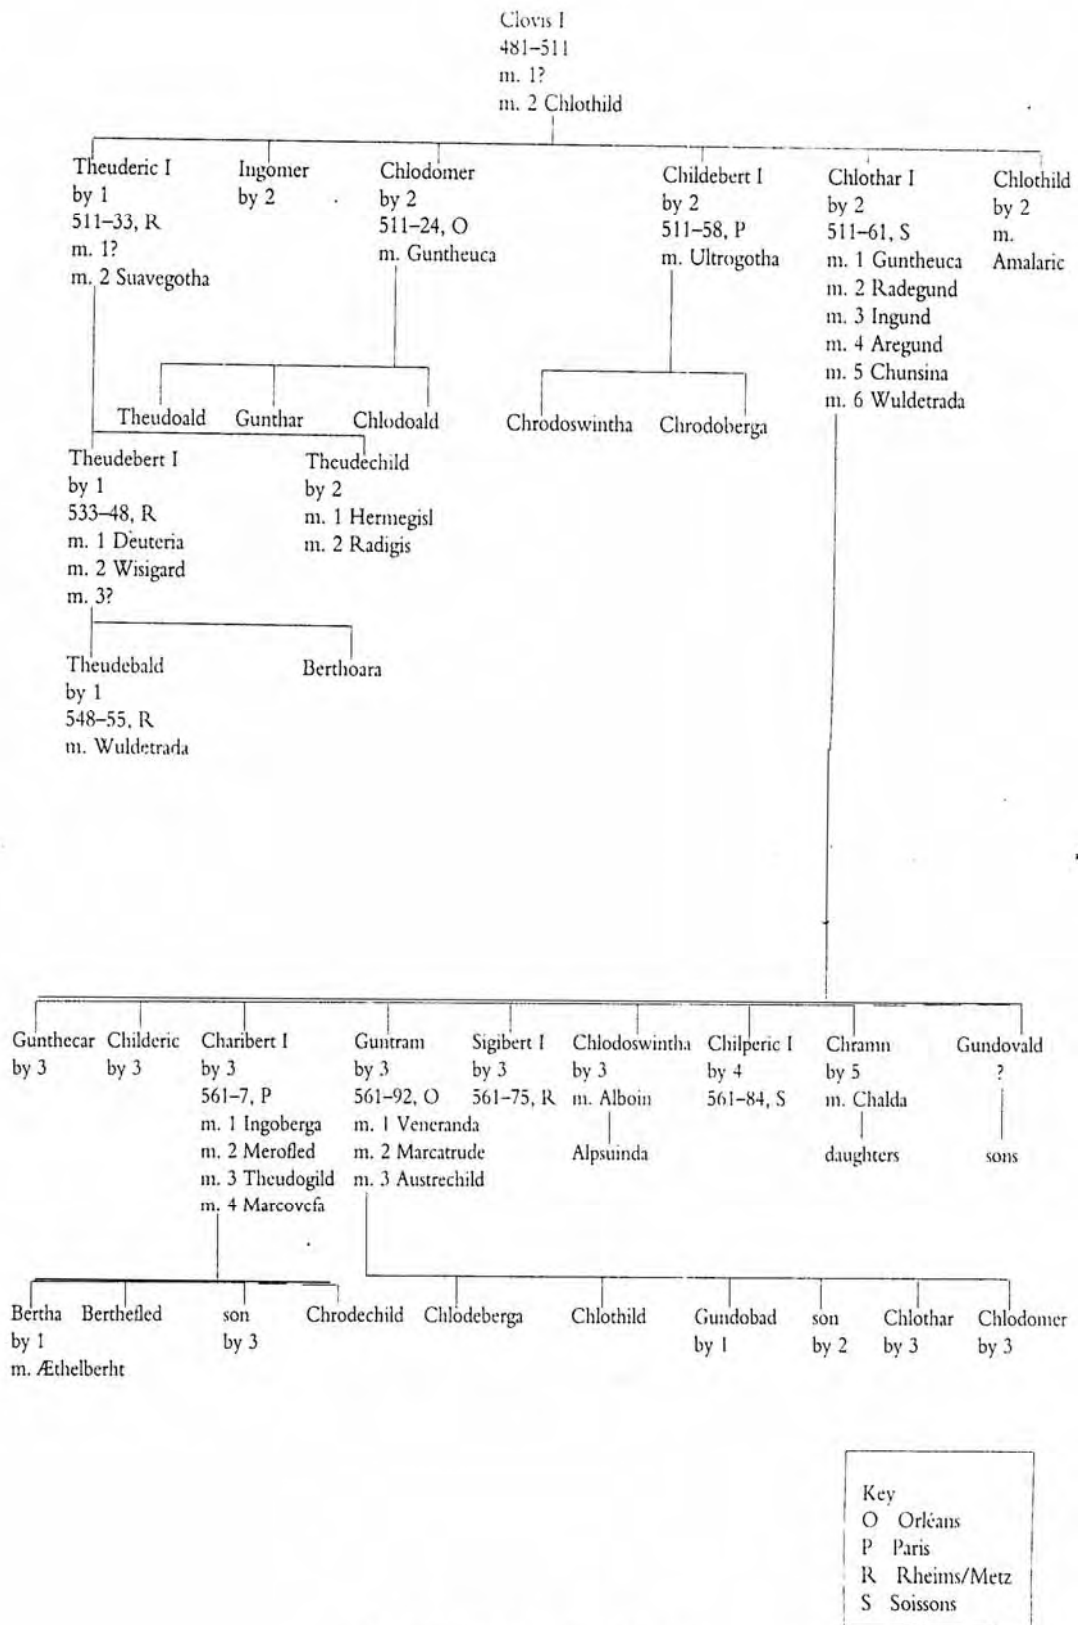 Clovis I
481–511
m. 1?
m. 2 Chlothild
Theuderic I
by 1
511–33, R
m. 1?
m. 2 Suavegotha
Ingomer
by 2
Chlodomer
by 2
511–24, O
m. Guntheuca
Childebert I
by 2
511–58, P
m. Ultrogotha
Chlothar I
by 2
511–61, S
m. 1 Guntheuca
m. 2 Radegund
m. 3 Ingund
m. 4 Aregund
m. 5 Chunsina
m. 6 Wuldetrada
Chlothild
by 2
m.
Amalaric
Theudoald
Gunthar
Chlodoald
Chrodoswintha
Chrodoberga
Theudebert I
by 1
533–48, R
m. 1 Deuteria
m. 2 Wisigard
m. 3?
Theudechild
by 2
m. 1 Hermegisl
m. 2 Radigis
Theudebald
by 1
548–55, R
m. Wuldetrada
Berthoara
Gunthecar
by 3
Childeric
by 3
Charibert I
by 3
561–7, P
m. 1 Ingoberga
m. 2 Merofled
m. 3 Theudogild
m. 4 Marcovefa
Guntram
by 3
561–92, O
m. 1 Veneranda
m. 2 Marcatrude
m. 3 Austrechild
Sigibert I
by 3
561–75, R
Chlodoswintha
by 3
m. Alboin
Alpsuinda
Chilperic I
by 4
561–84, S
Chramn
by 5
m. Chalda
daughters
Gundovald
?
sons
Bertha
by 1
m. Æthelberht
Berthefled
son
by 3
Chrodechild
Chlodeberga
Chlothild
Gundobad
by 1
son
by 2
Chlothar
by 3
Chlodomer
by 3
Key
O Orléans
P Paris
R Rheims/Metz
S Soissons